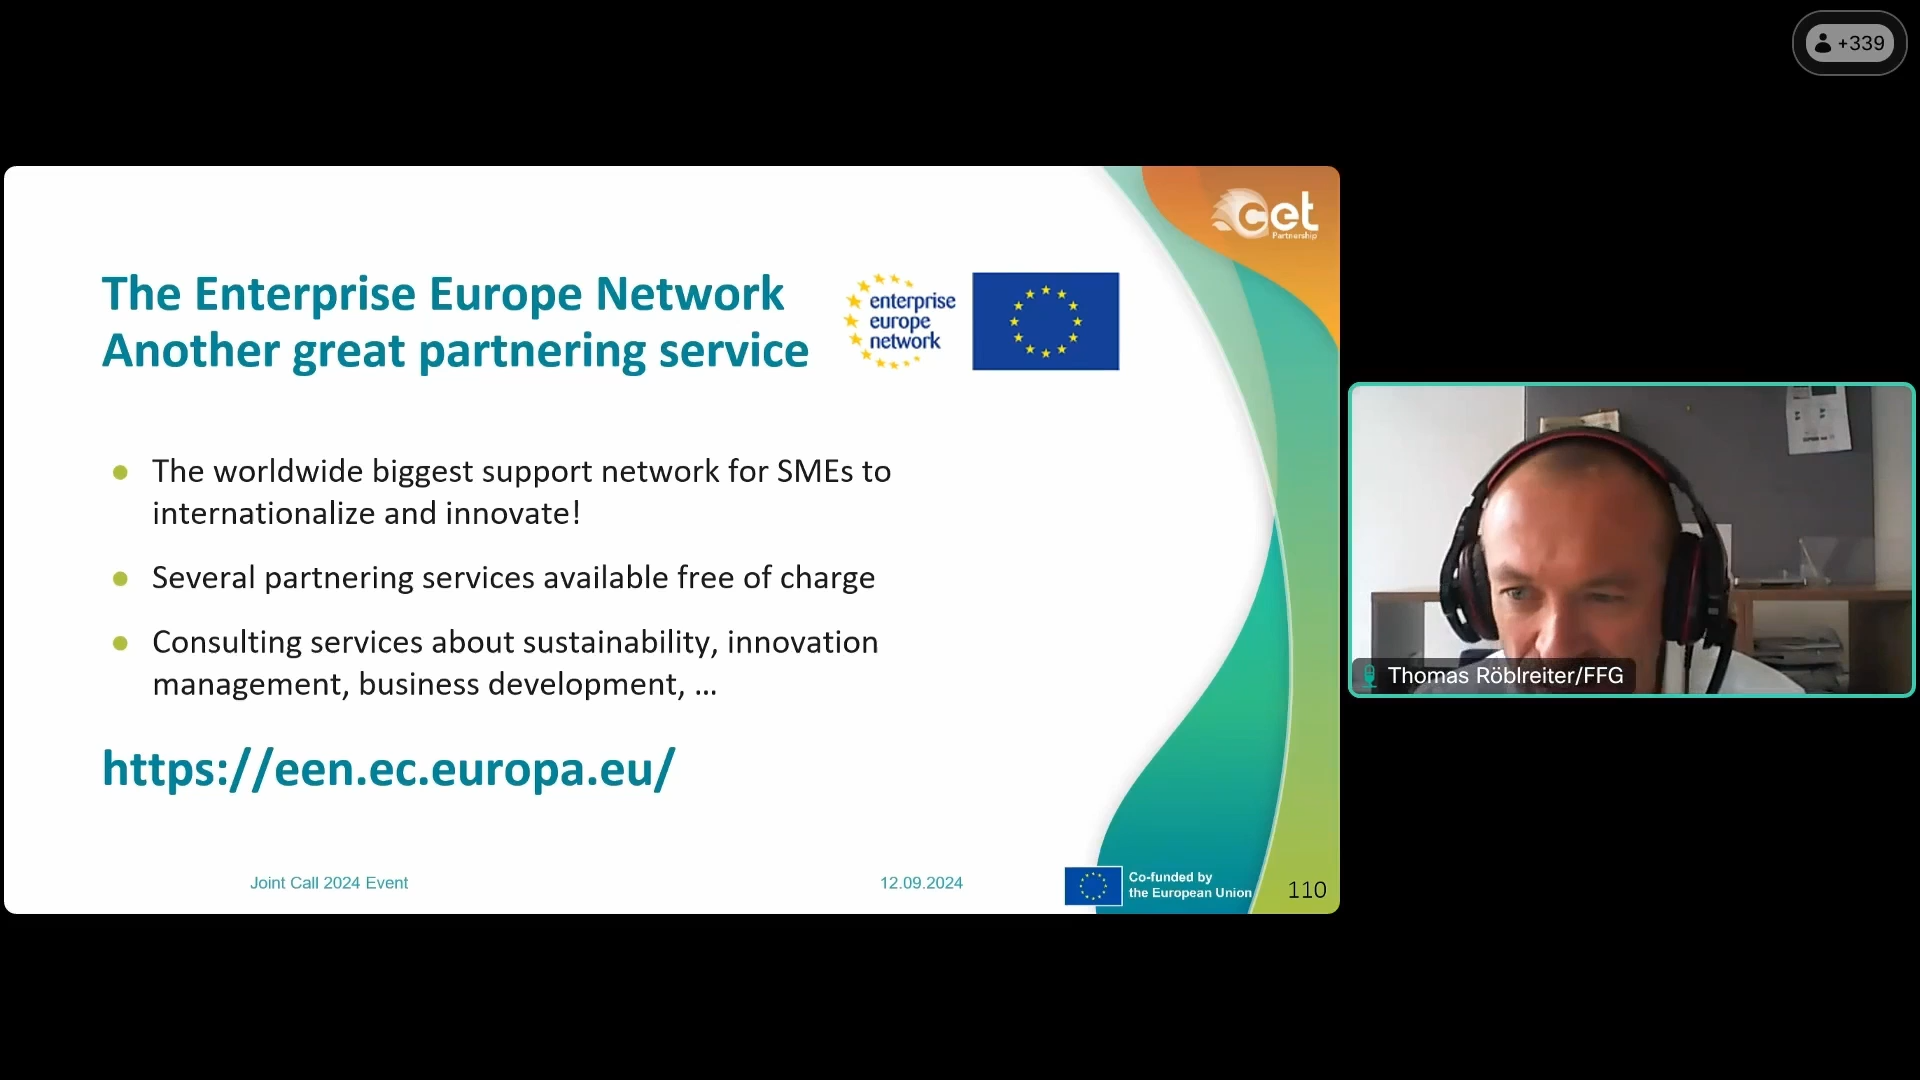 +339
cet
Partnership
The Enterprise Europe Network
Another great partnering service
enterprise
europe
network
The worldwide biggest support network for SMEs to
internationalize and innovate!
Several partnering services available free of charge
Consulting services about sustainability, innovation
management, business development, ...
https://een.ec.europa.eu/
Joint Call 2024 Event
12.09.2024
Co-funded by
the European Union
110
Thomas Röblreiter/FFG